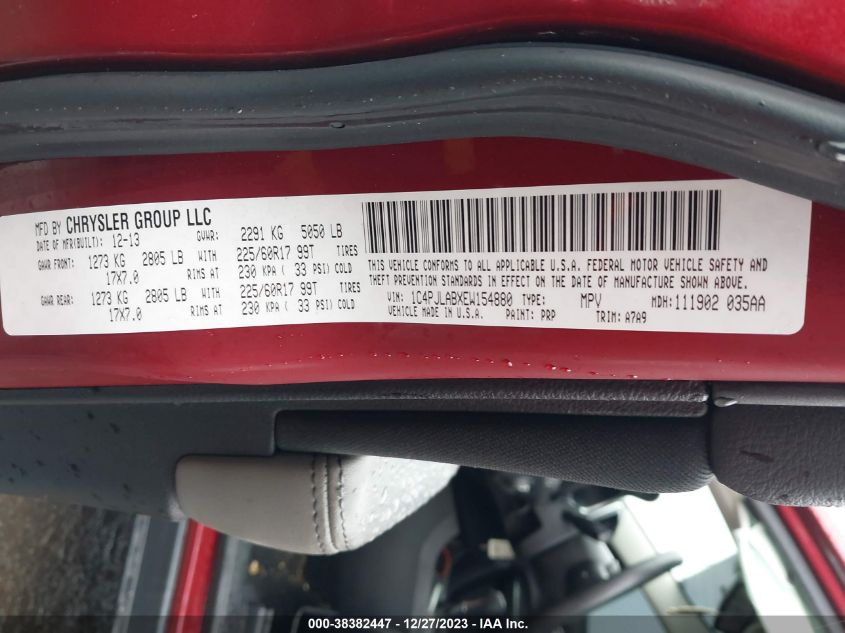 MFD BY CHRYSLER GROUP LLC
DATE OF MFR(BUILT): 12-13 GVWR: 2291 KG 5050 LB
GAWR FRONT: 1273 KG 2805 LB WITH 225/60R17 99T TIRES
17X7.0 RIMS AT 230 KPA ( 33 PSI) COLD
GAWR REAR: 1273 KG 2805 LB WITH 225/60R17 99T TIRES
17X7.0 RIMS AT 230 KPA ( 33 PSI) COLD
THIS VEHICLE CONFORMS TO ALL APPLICABLE U.S.A. FEDERAL MOTOR VEHICLE SAFETY AND
THEFT PREVENTION STANDARDS IN EFFECT ON THE DATE OF MANUFACTURE SHOWN ABOVE.
VIN: 1C4PJLABXEW154880 TYPE: MPV MDH: 111902 035AA
VEHICLE MADE IN U.S.A. PAINT: PRP TRIM: A7A9
000-38382447 - 12/27/2023 - IAA Inc.